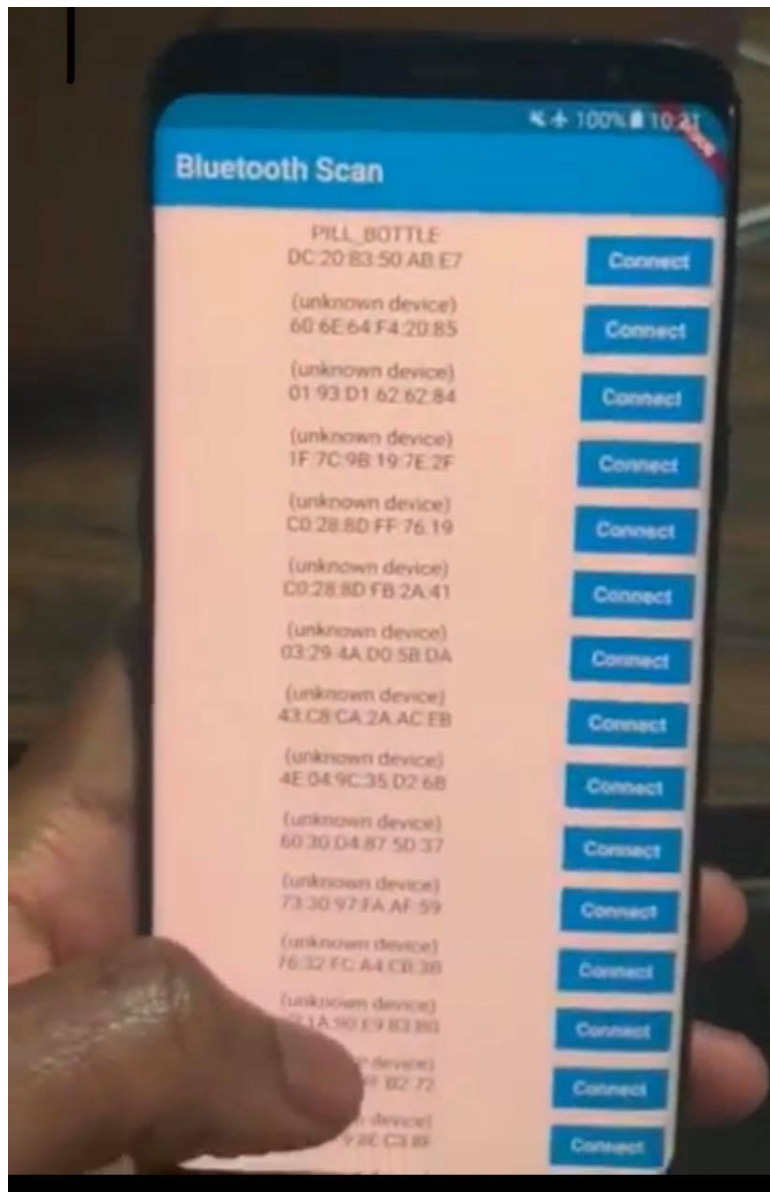 100% 10:21
Bluetooth Scan
PILL_BOTTLE
DC:20:83:50:AB:E7
Connect
(unknown device)
60:6E:64:F4:20:85
Connect
(unknown device)
01:93:D1:62:62:84
Connect
(unknown device)
1F:7C:9B:19:7E:2F
Connect
(unknown device)
C0:28:8D:FF:76:19
Connect
(unknown device)
C0:28:8D:FB:2A:41
Connect
(unknown device)
03:29:4A:D0:5B:DA
Connect
(unknown device)
43:C8:CA:2A:AC:EB
Connect
(unknown device)
4E:04:9C:35:D2:6B
Connect
(unknown device)
60:30:D4:87:5D:37
Connect
(unknown device)
73:30:97:FA:AF:59
Connect
(unknown device)
76:32:FC:A4:CB:3B
Connect
(unknown device)
Connect
device)
B2:72
Connect
device)
Connect